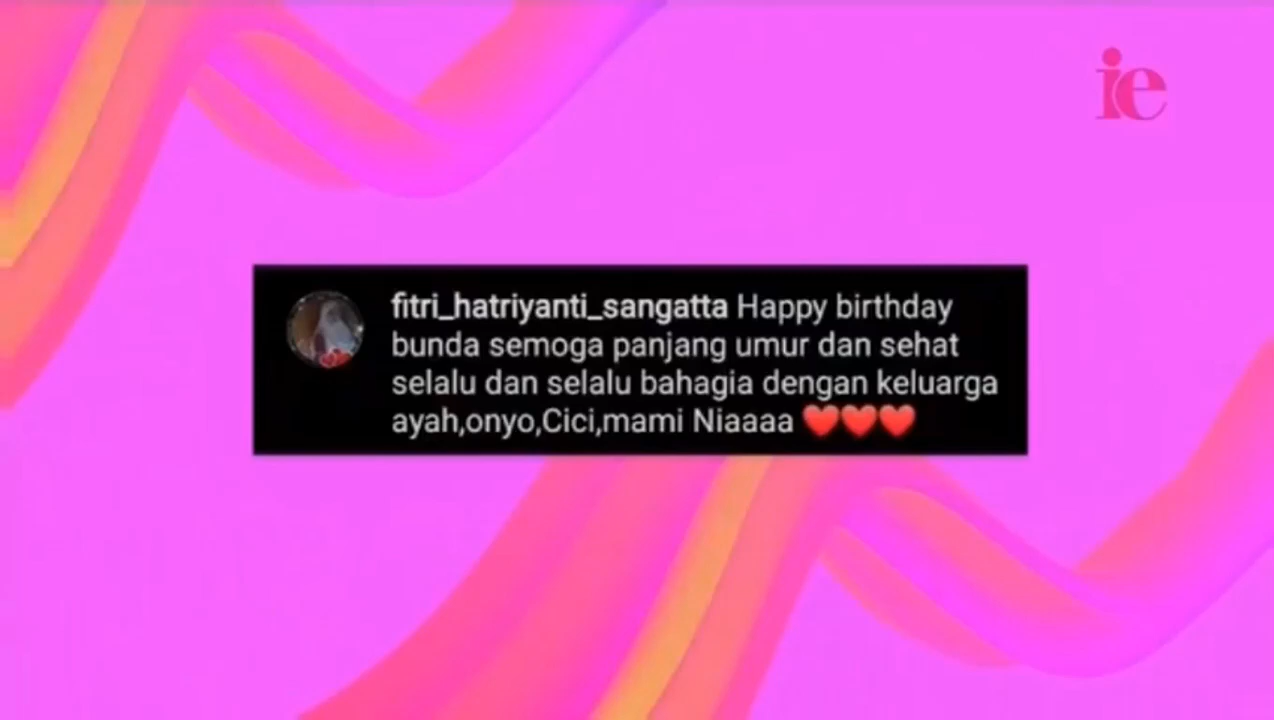 ie
fitri_hatriyanti_sangatta Happy birthday
bunda semoga panjang umur dan sehat
selalu dan selalu bahagia dengan keluarga
ayah,onyo,Cici,mami Niaaaa ❤️❤️❤️